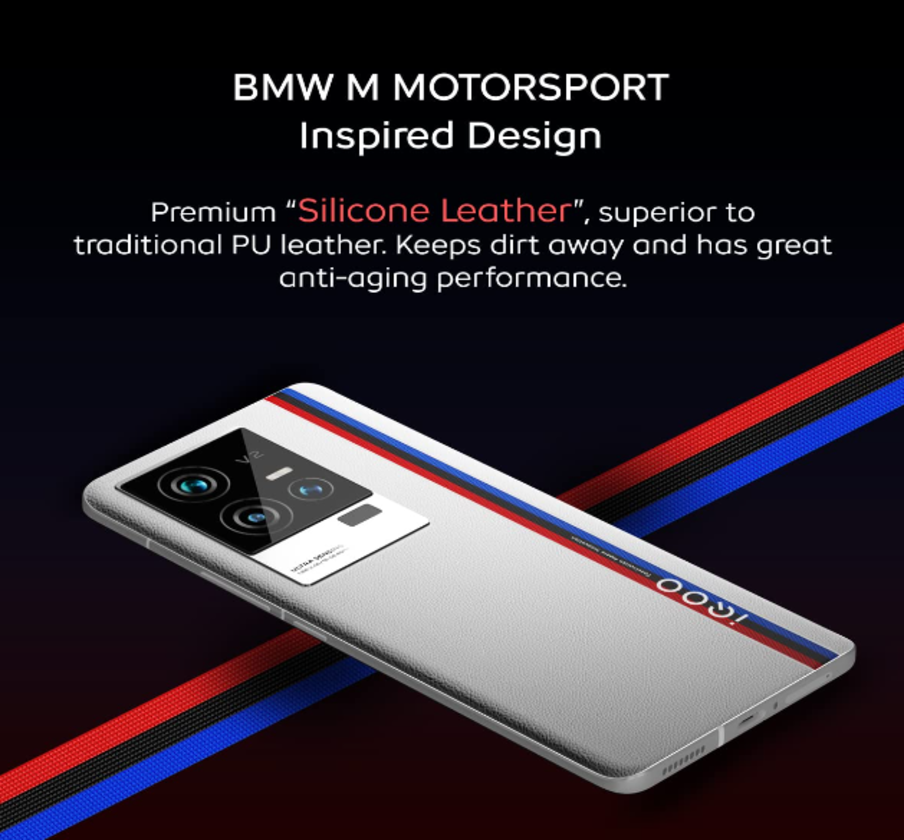 BMW M MOTORSPORT
Inspired Design
Premium “Silicone Leather”, superior to
traditional PU leather. Keeps dirt away and has great
anti-aging performance.
V2
iQOO